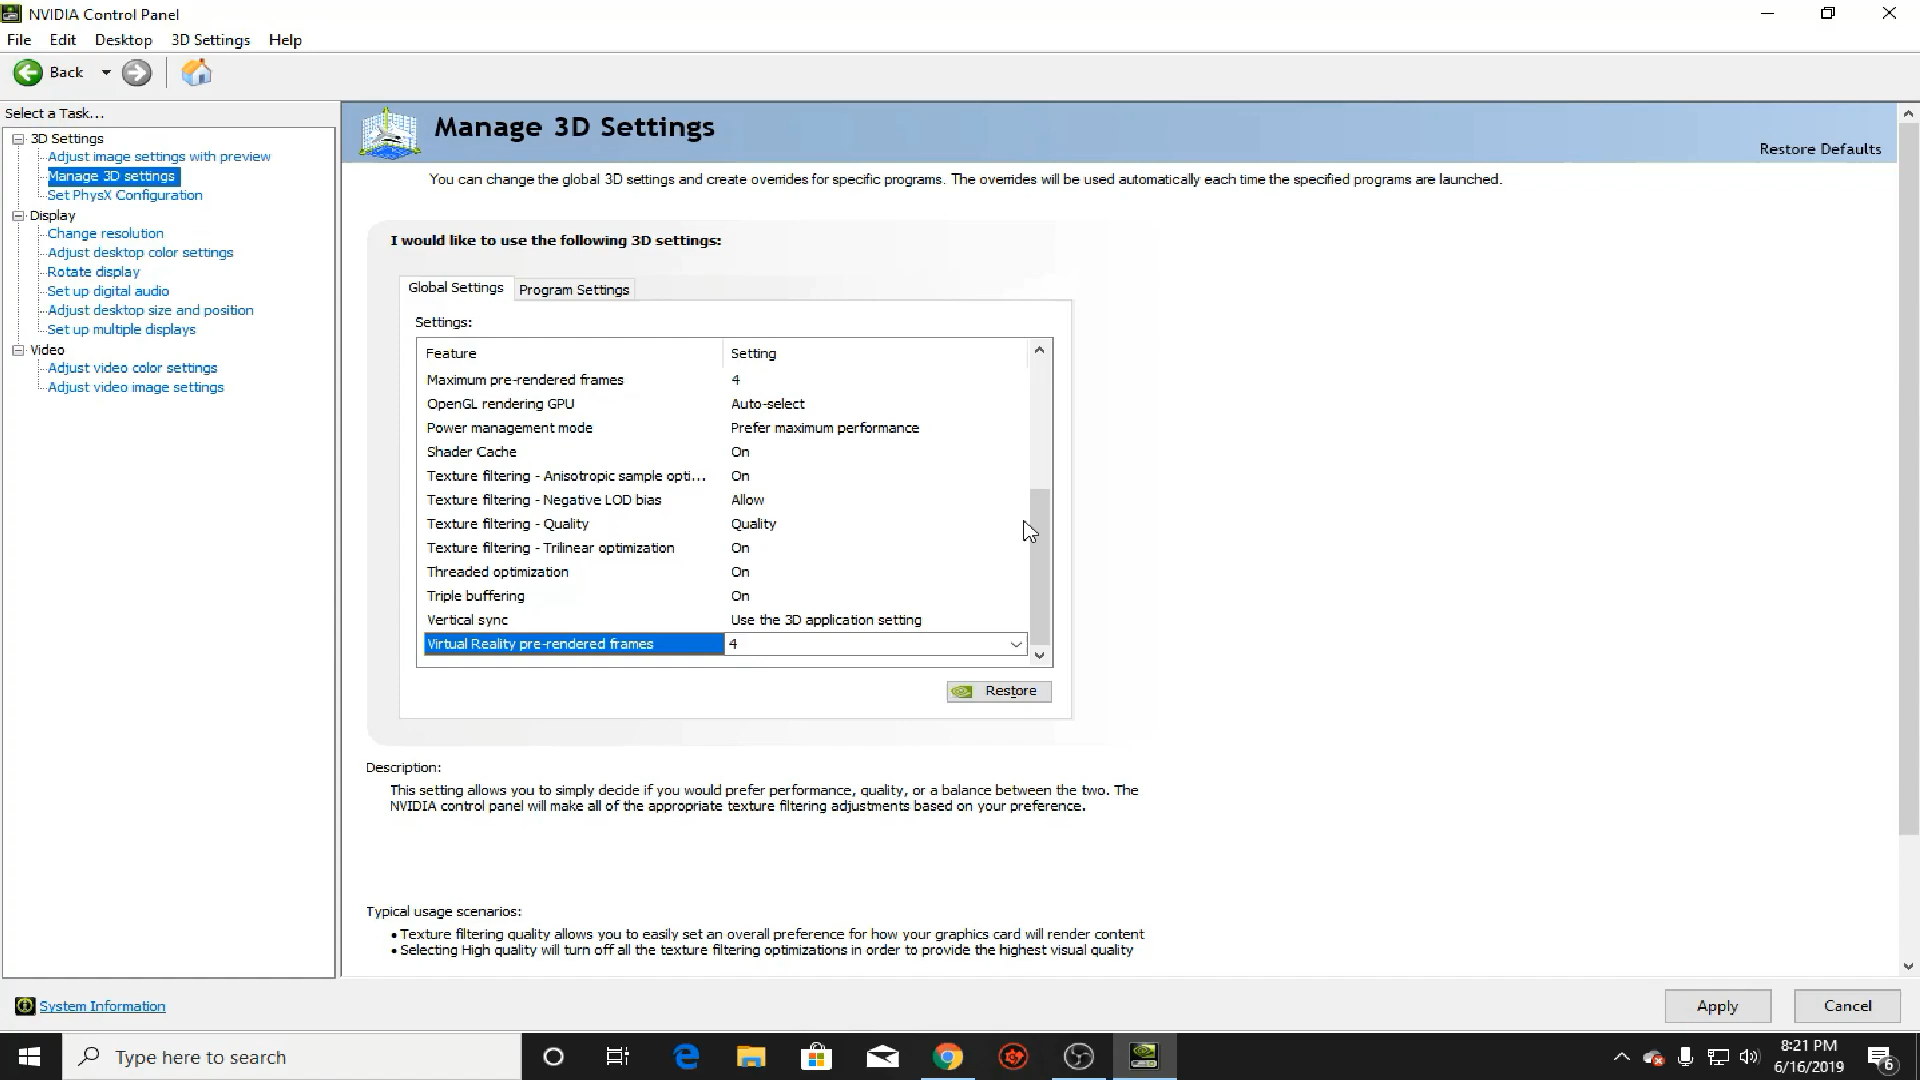 NVIDIA Control Panel
File Edit Desktop 3D Settings Help
Back
Select a Task...
3D Settings
Adjust image settings with preview
Manage 3D settings
Set PhysX Configuration
Display
Change resolution
Adjust desktop color settings
Rotate display
Set up digital audio
Adjust desktop size and position
Set up multiple displays
Video
Adjust video color settings
Adjust video image settings
Manage 3D Settings
Restore Defaults
You can change the global 3D settings and create overrides for specific programs. The overrides will be used automatically each time the specified programs are launched.
I would like to use the following 3D settings:
Global Settings Program Settings
Settings:
Feature Setting
Maximum pre-rendered frames 4
OpenGL rendering GPU Auto-select
Power management mode Prefer maximum performance
Shader Cache On
Texture filtering - Anisotropic sample opti... On
Texture filtering - Negative LOD bias Allow
Texture filtering - Quality Quality
Texture filtering - Trilinear optimization On
Threaded optimization On
Triple buffering On
Vertical sync Use the 3D application setting
Virtual Reality pre-rendered frames 4
Restore
Description:
This setting allows you to simply decide if you would prefer performance, quality, or a balance between the two. The
NVIDIA control panel will make all of the appropriate texture filtering adjustments based on your preference.
Typical usage scenarios:
• Texture filtering quality allows you to easily set an overall preference for how your graphics card will render content
• Selecting High quality will turn off all the texture filtering optimizations in order to provide the highest visual quality
System Information
Apply Cancel
Type here to search
8:21 PM
6/16/2019
6